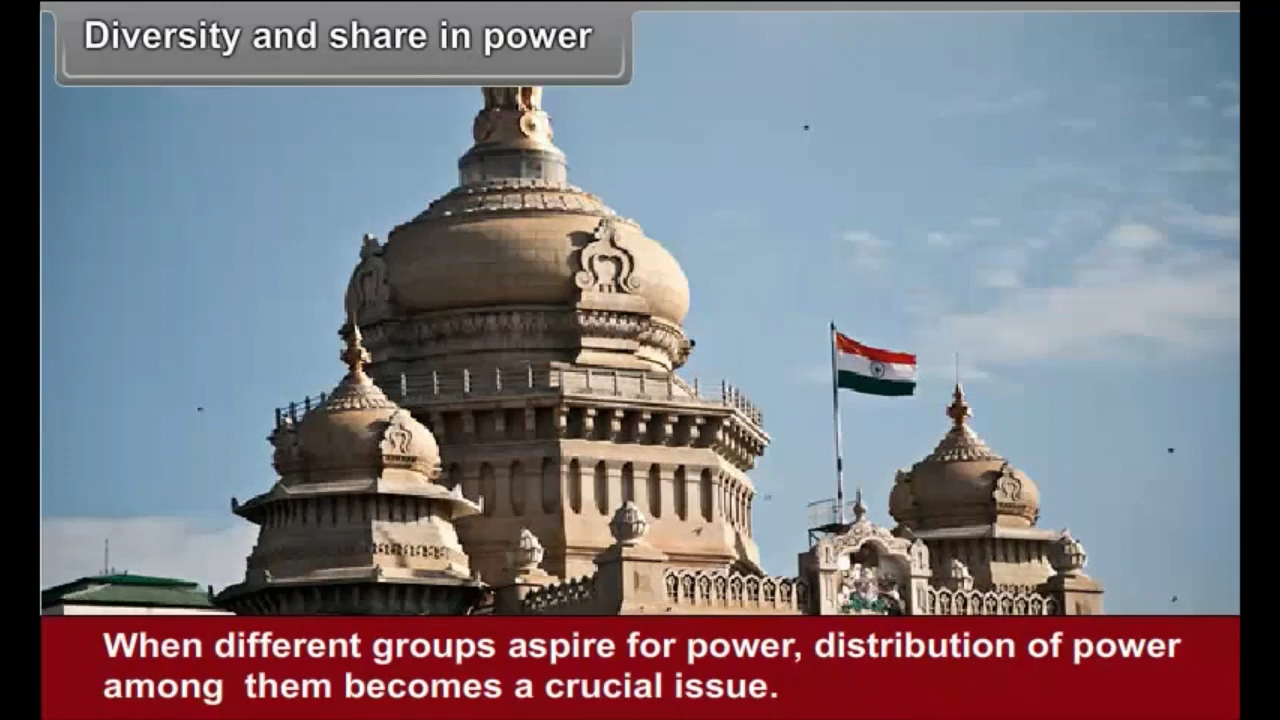 Diversity and share in power
When different groups aspire for power, distribution of power
among  them becomes a crucial issue.